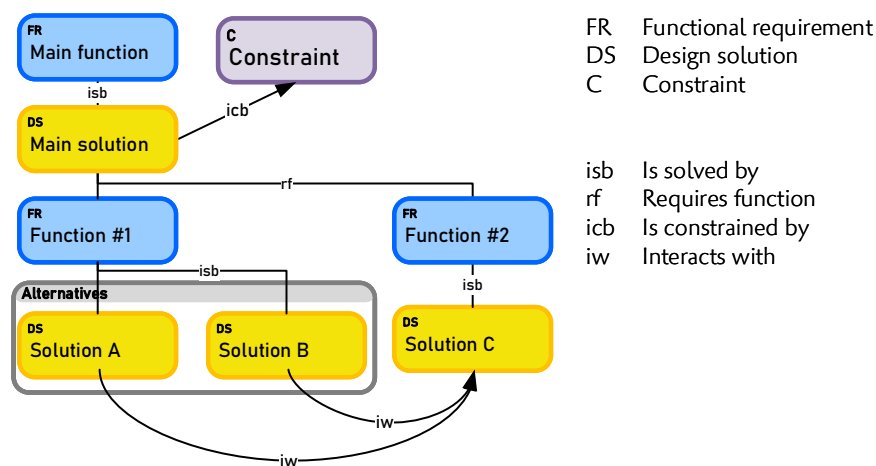 FR
Main function
C
Constraint
isb
icb
DS
Main solution
rf
FR
Function #1
FR
Function #2
isb
isb
Alternatives
DS
Solution A
DS
Solution B
DS
Solution C
iw
iw
FR Functional requirement
DS Design solution
C Constraint
isb Is solved by
rf Requires function
icb Is constrained by
iw Interacts with